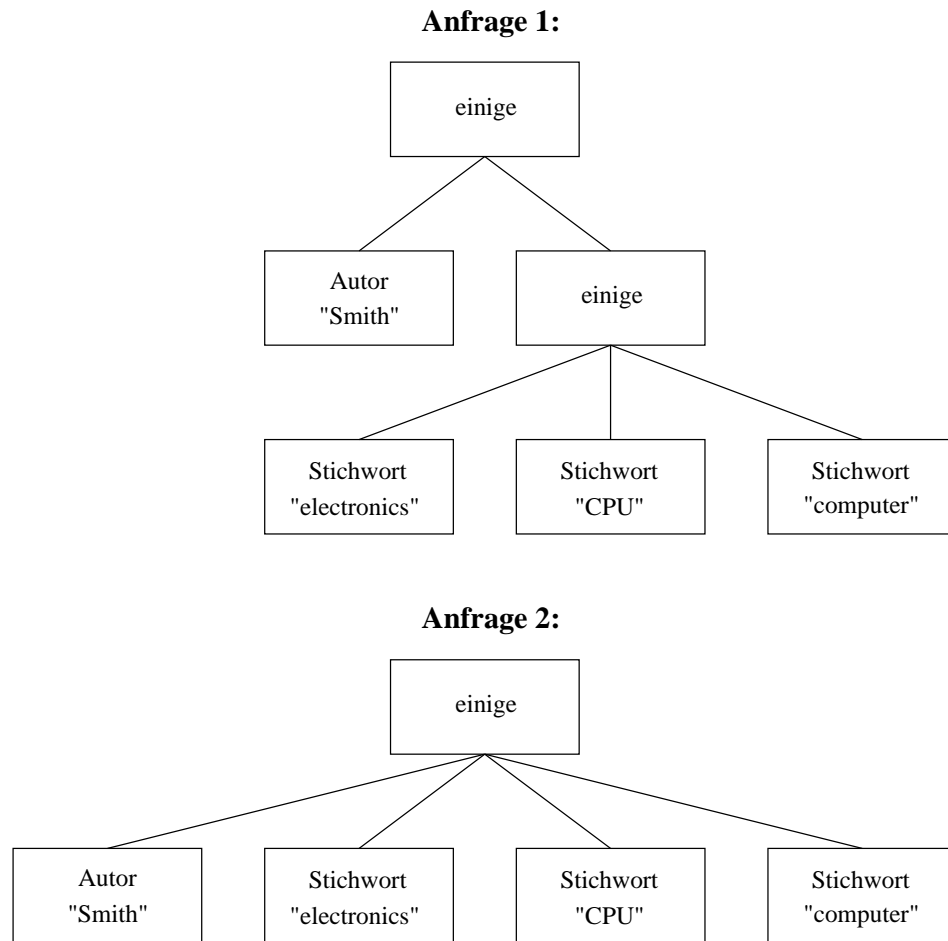 Anfrage 1:
einige
Autor
"Smith"
einige
Stichwort
"electronics"
Stichwort
"CPU"
Stichwort
"computer"
Anfrage 2:
einige
Autor
"Smith"
Stichwort
"electronics"
Stichwort
"CPU"
Stichwort
"computer"